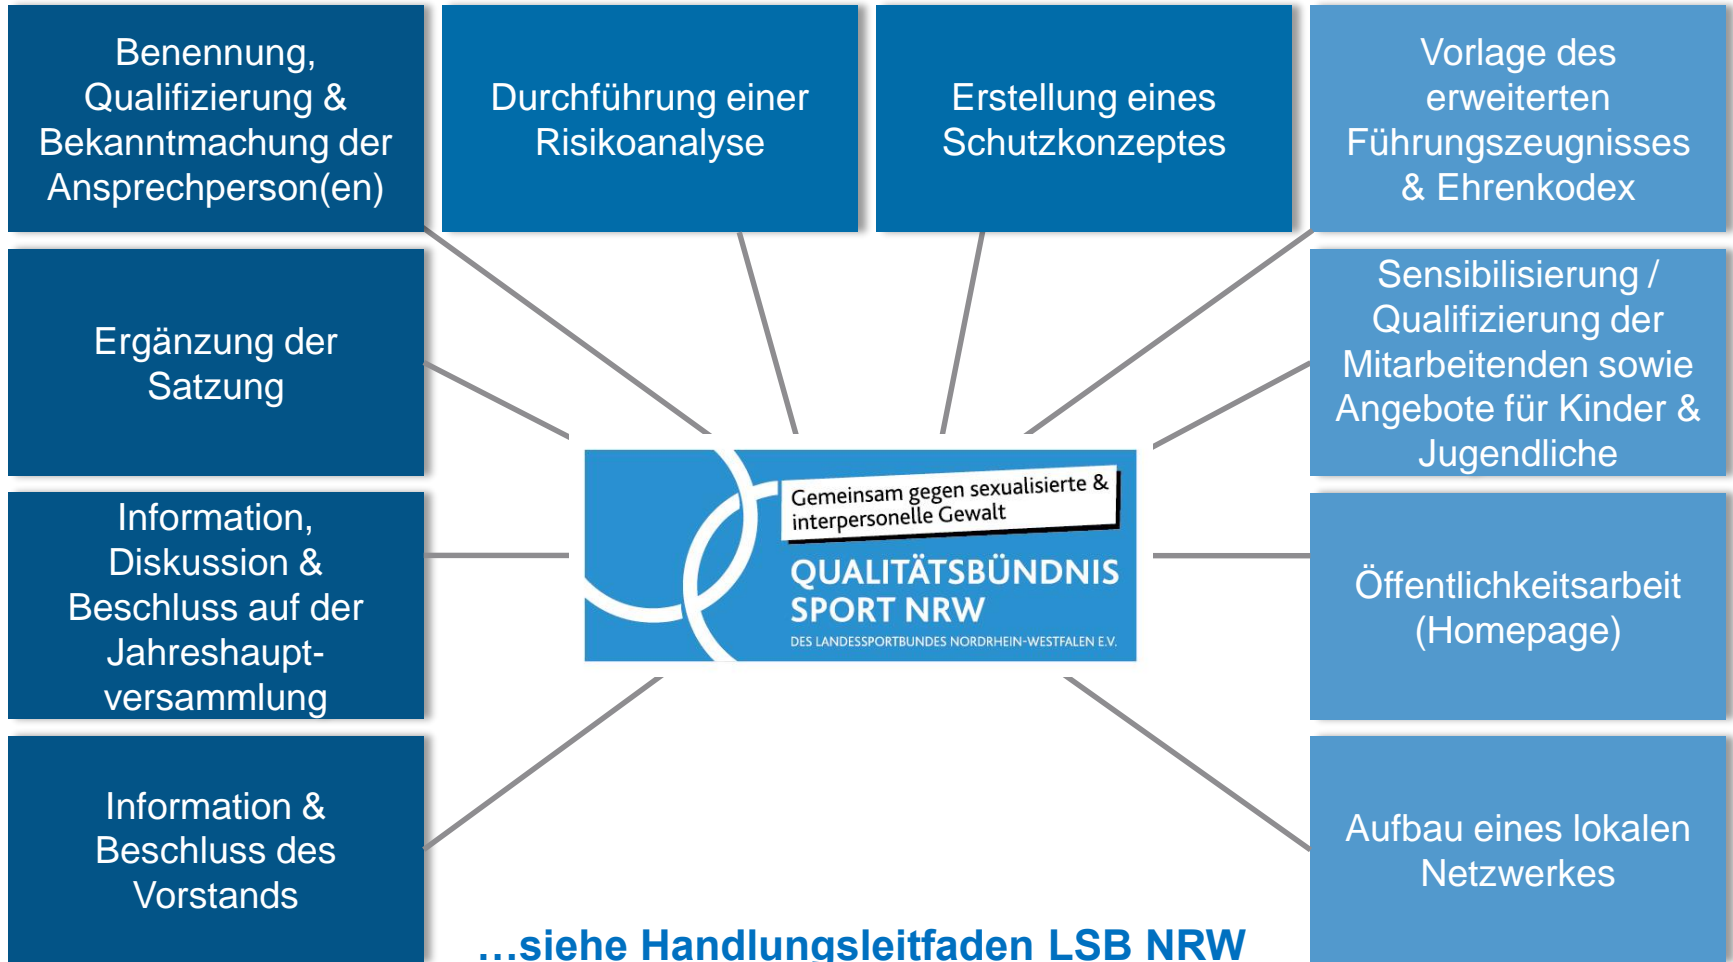 Benennung,
Qualifizierung &
Bekanntmachung der
Ansprechperson(en)
Durchführung einer
Risikoanalyse
Erstellung eines
Schutzkonzeptes
Vorlage des
erweiterten
Führungszeugnisses
& Ehrenkodex
Ergänzung der
Satzung
Sensibilisierung /
Qualifizierung der
Mitarbeitenden sowie
Angebote für Kinder &
Jugendliche
Information,
Diskussion &
Beschluss auf der
Jahreshaupt-
versammlung
Gemeinsam gegen sexualisierte &
interpersonelle Gewalt
QUALITÄTSBÜNDNIS
SPORT NRW
DES LANDESSPORTBUNDES NORDRHEIN-WESTFALEN E.V.
Öffentlichkeitsarbeit
(Homepage)
Information &
Beschluss des
Vorstands
Aufbau eines lokalen
Netzwerkes
...siehe Handlungsleitfaden LSB NRW